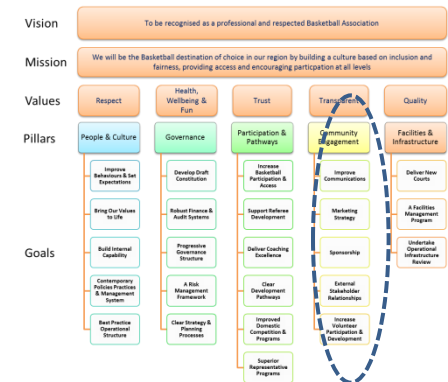 Vision
To be recognised as a professional and respected Basketball Association
Mission
We will be the Basketball destination of choice in our region by building a culture based on inclusion and
fairness, providing access and encouraging particpation at all levels
Values
Respect
Health,
Wellbeing &
Fun
Trust
Transparent
Quality
Pillars
People & Culture
Governance
Participation &
Pathways
Community
Engagement
Facilities &
Infrastructure
Goals
Improve
Behaviours & Set
Expectations
Bring Our Values
to Life
Build Internal
Capability
Contemporary
Policies Practices
& Management
System
Best Practice
Operational
Structure
Develop Draft
Constitution
Robust Finance &
Audit Systems
Progressive
Governance
Structure
A Risk
Management
Framework
Clear Strategy &
Planning
Processes
Increase
Basketball
Participation &
Access
Support Referee
Development
Deliver Coaching
Excellence
Clear
Development
Pathways
Improved
Domestic
Competition &
Programs
Superior
Representative
Programs
Improve
Communications
Marketing
Strategy
Sponsorship
External
Stakeholder
Relationships
Increase
Volunteer
Participation &
Development
Deliver New
Courts
A Facilities
Management
Program
Undertake
Operational
Infrastructure
Review